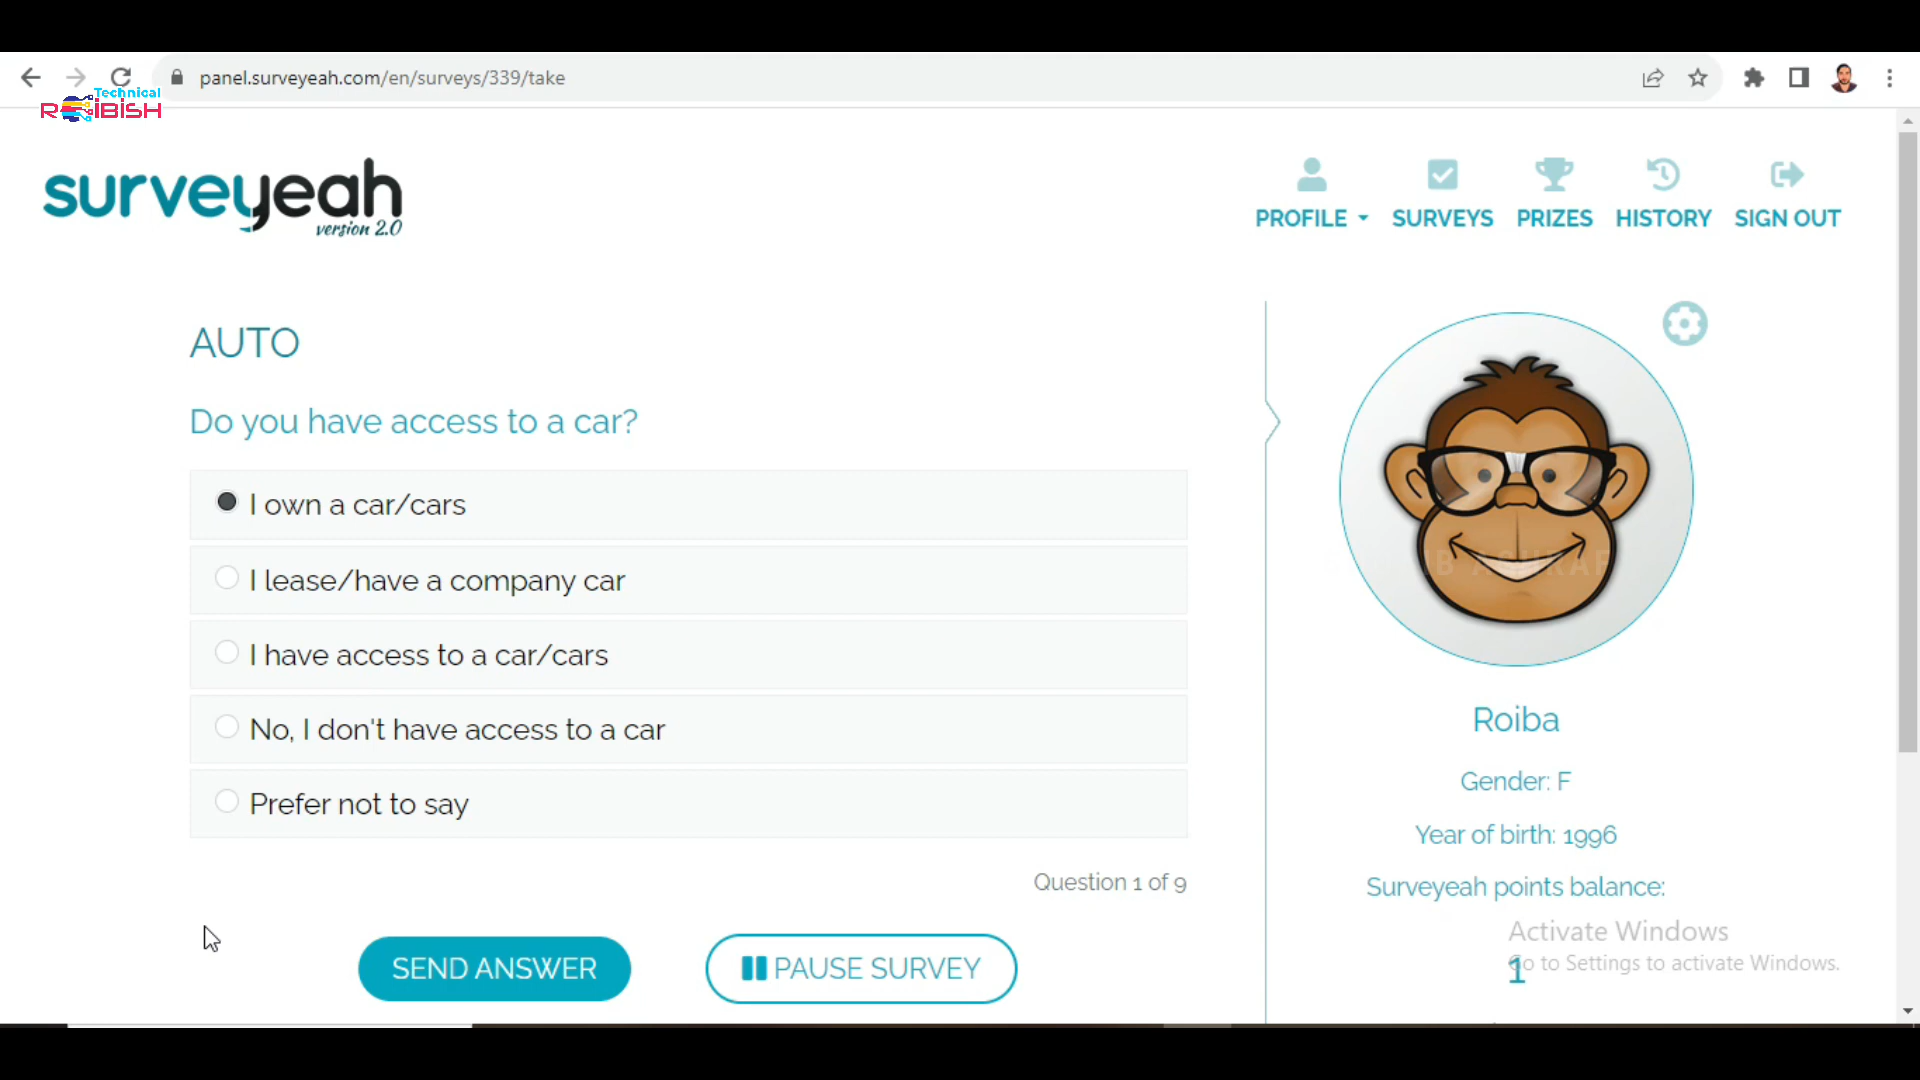 panel.surveyeah.com/en/surveys/339/take
Technical
ROIBISH
surveyeah
version 2.0
PROFILE
SURVEYS
PRIZES
HISTORY
SIGN OUT
AUTO
Do you have access to a car?
I own a car/cars
I lease/have a company car
I have access to a car/cars
No, I don't have access to a car
Prefer not to say
Question 1 of 9
SEND ANSWER
PAUSE SURVEY
Roiba
Gender: F
Year of birth: 1996
Surveyeah points balance:
1
Activate Windows
Go to Settings to activate Windows.